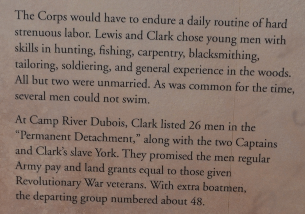 The Corps would have to endure a daily routine of hard
strenuous labor. Lewis and Clark chose young men with
skills in hunting, fishing, carpentry, blacksmithing,
tailoring, soldiering, and general experience in the woods.
All but two were unmarried. As was common for the time,
several men could not swim.
At Camp River Dubois, Clark listed 26 men in the
"Permanent Detachment," along with the two Captains
and Clark's slave York. They promised the men regular
Army pay and land grants equal to those given
Revolutionary War veterans. With extra boatmen,
the departing group numbered about 48.